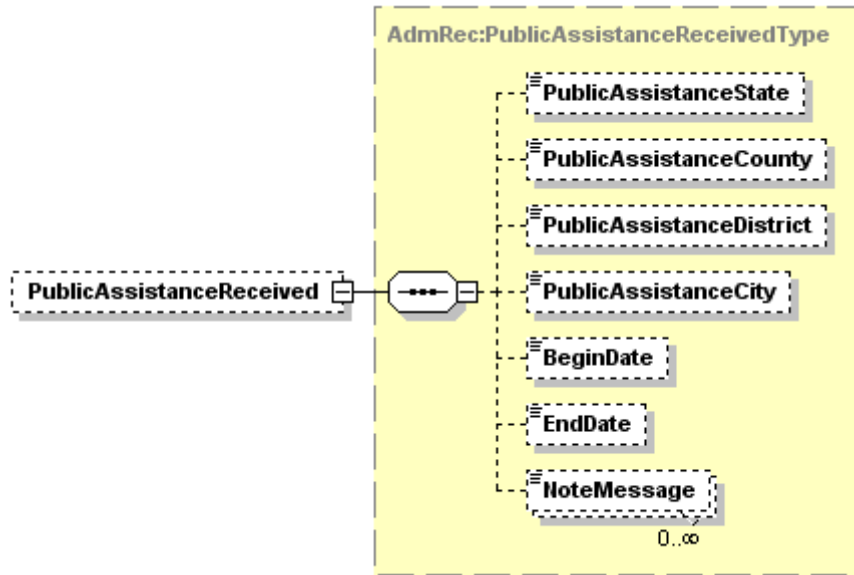 AdmRec:PublicAssistanceReceivedType
PublicAssistanceState
PublicAssistanceCounty
PublicAssistanceDistrict
PublicAssistanceReceived
PublicAssistanceCity
BeginDate
EndDate
NoteMessage
0..∞